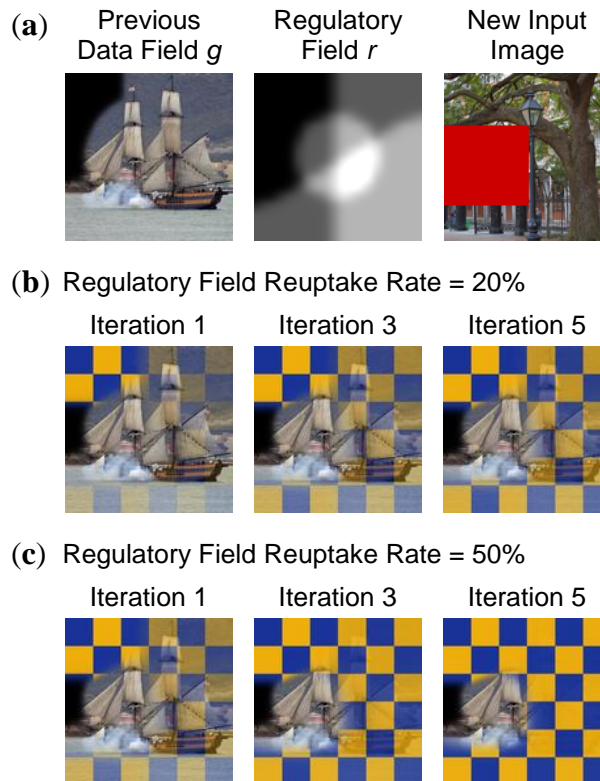 (a) Previous Data Field g
Regulatory Field r
New Input Image
(b) Regulatory Field Reuptake Rate = 20%
Iteration 1 Iteration 3 Iteration 5
(c) Regulatory Field Reuptake Rate = 50%
Iteration 1 Iteration 3 Iteration 5